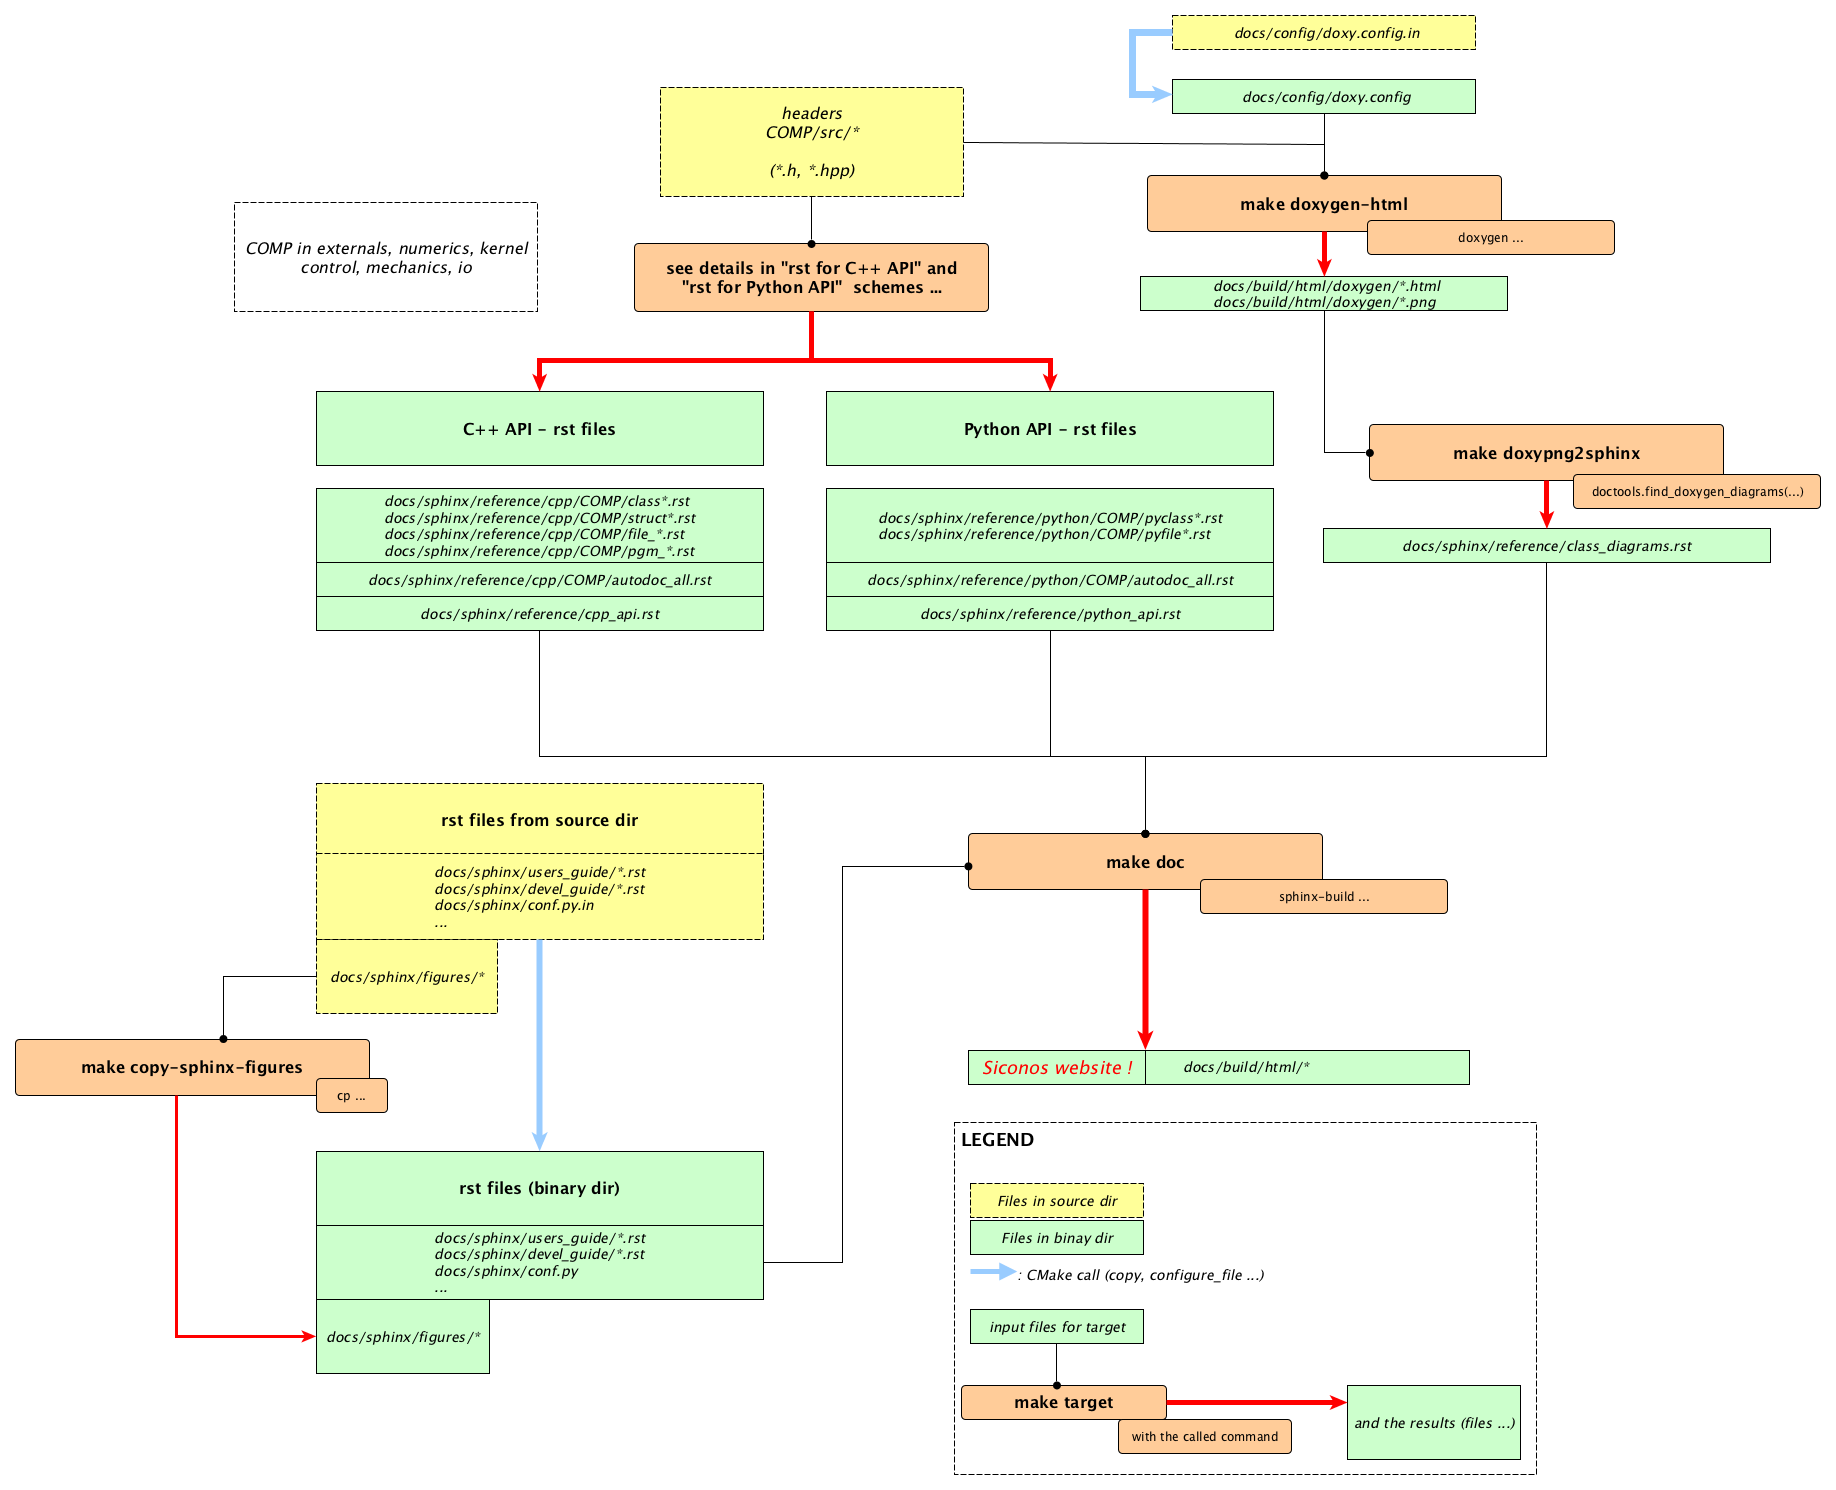 docs/config/doxy.config.in
docs/config/doxy.config
headers
COMP/src/*
(*.h, *.hpp)
make doxygen-html
doxygen ...
COMP in externals, numerics, kernel
control, mechanics, io
see details in "rst for C++ API" and
"rst for Python API" schemes ...
docs/build/html/doxygen/*.html
docs/build/html/doxygen/*.png
C++ API - rst files
Python API - rst files
make doxypng2sphinx
doctools.find_doxygen_diagrams(...)
docs/sphinx/reference/cpp/COMP/class*.rst
docs/sphinx/reference/cpp/COMP/struct*.rst
docs/sphinx/reference/cpp/COMP/file_*.rst
docs/sphinx/reference/cpp/COMP/pgm_*.rst
docs/sphinx/reference/cpp/COMP/autodoc_all.rst
docs/sphinx/reference/cpp_api.rst
docs/sphinx/reference/python/COMP/pyclass*.rst
docs/sphinx/reference/python/COMP/pyfile*.rst
docs/sphinx/reference/python/COMP/autodoc_all.rst
docs/sphinx/reference/python_api.rst
docs/sphinx/reference/class_diagrams.rst
rst files from source dir
docs/sphinx/users_guide/*.rst
docs/sphinx/devel_guide/*.rst
docs/sphinx/conf.py.in
...
docs/sphinx/figures/*
make doc
sphinx-build ...
make copy-sphinx-figures
cp ...
Siconos website !
docs/build/html/*
rst files (binary dir)
docs/sphinx/users_guide/*.rst
docs/sphinx/devel_guide/*.rst
docs/sphinx/conf.py
...
docs/sphinx/figures/*
LEGEND
Files in source dir
Files in binay dir
: CMake call (copy, configure_file ...)
input files for target
make target
with the called command
and the results (files ...)